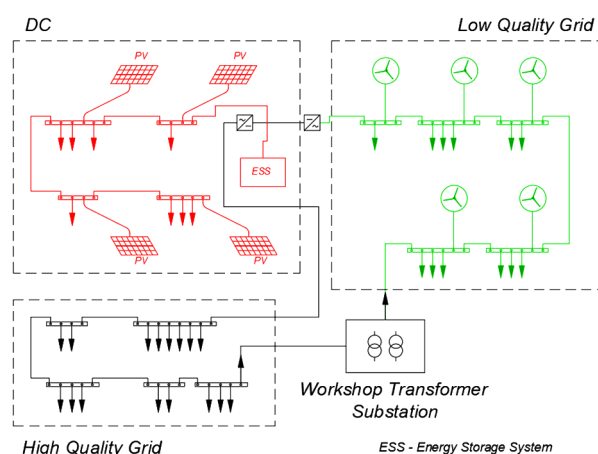 DC
Low Quality Grid
PV
PV
ESS
PV
PV
Workshop Transformer
Substation
High Quality Grid
ESS - Energy Storage System